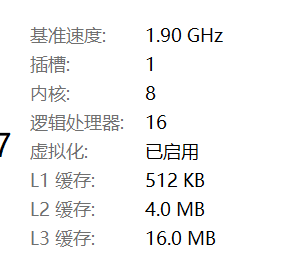 基准速度: 1.90 GHz
插槽: 1
内核: 8
7
逻辑处理器: 16
虚拟化: 已启用
L1 缓存: 512 KB
L2 缓存: 4.0 MB
L3 缓存: 16.0 MB